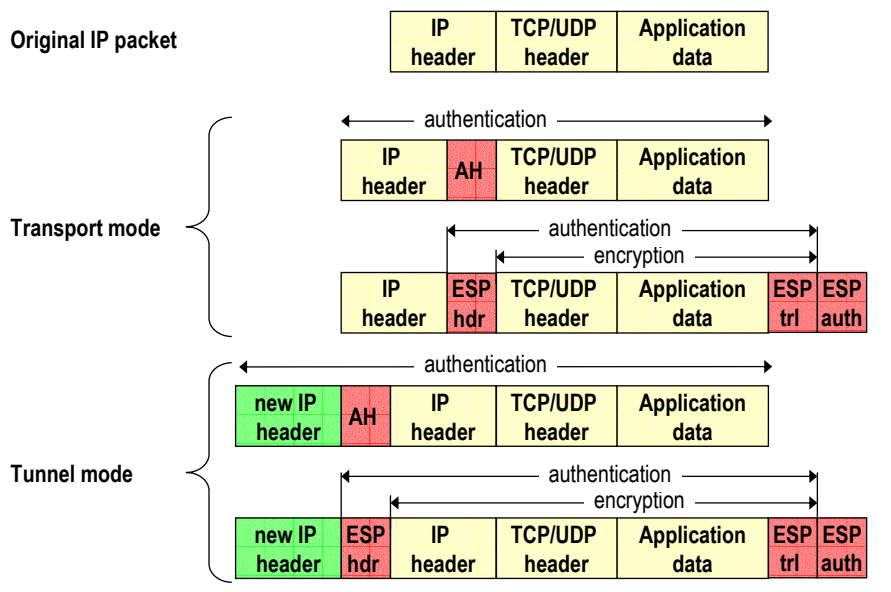 Original IP packet
IP TCP/UDP Application
header header data
authentication
IP AH TCP/UDP Application
header header data
Transport mode
authentication
encryption
IP ESP TCP/UDP Application ESP ESP
header hdr header data trl auth
authentication
new IP AH IP TCP/UDP Application
header header header data
Tunnel mode
authentication
encryption
new IP ESP IP TCP/UDP Application ESP ESP
header hdr header header data trl auth